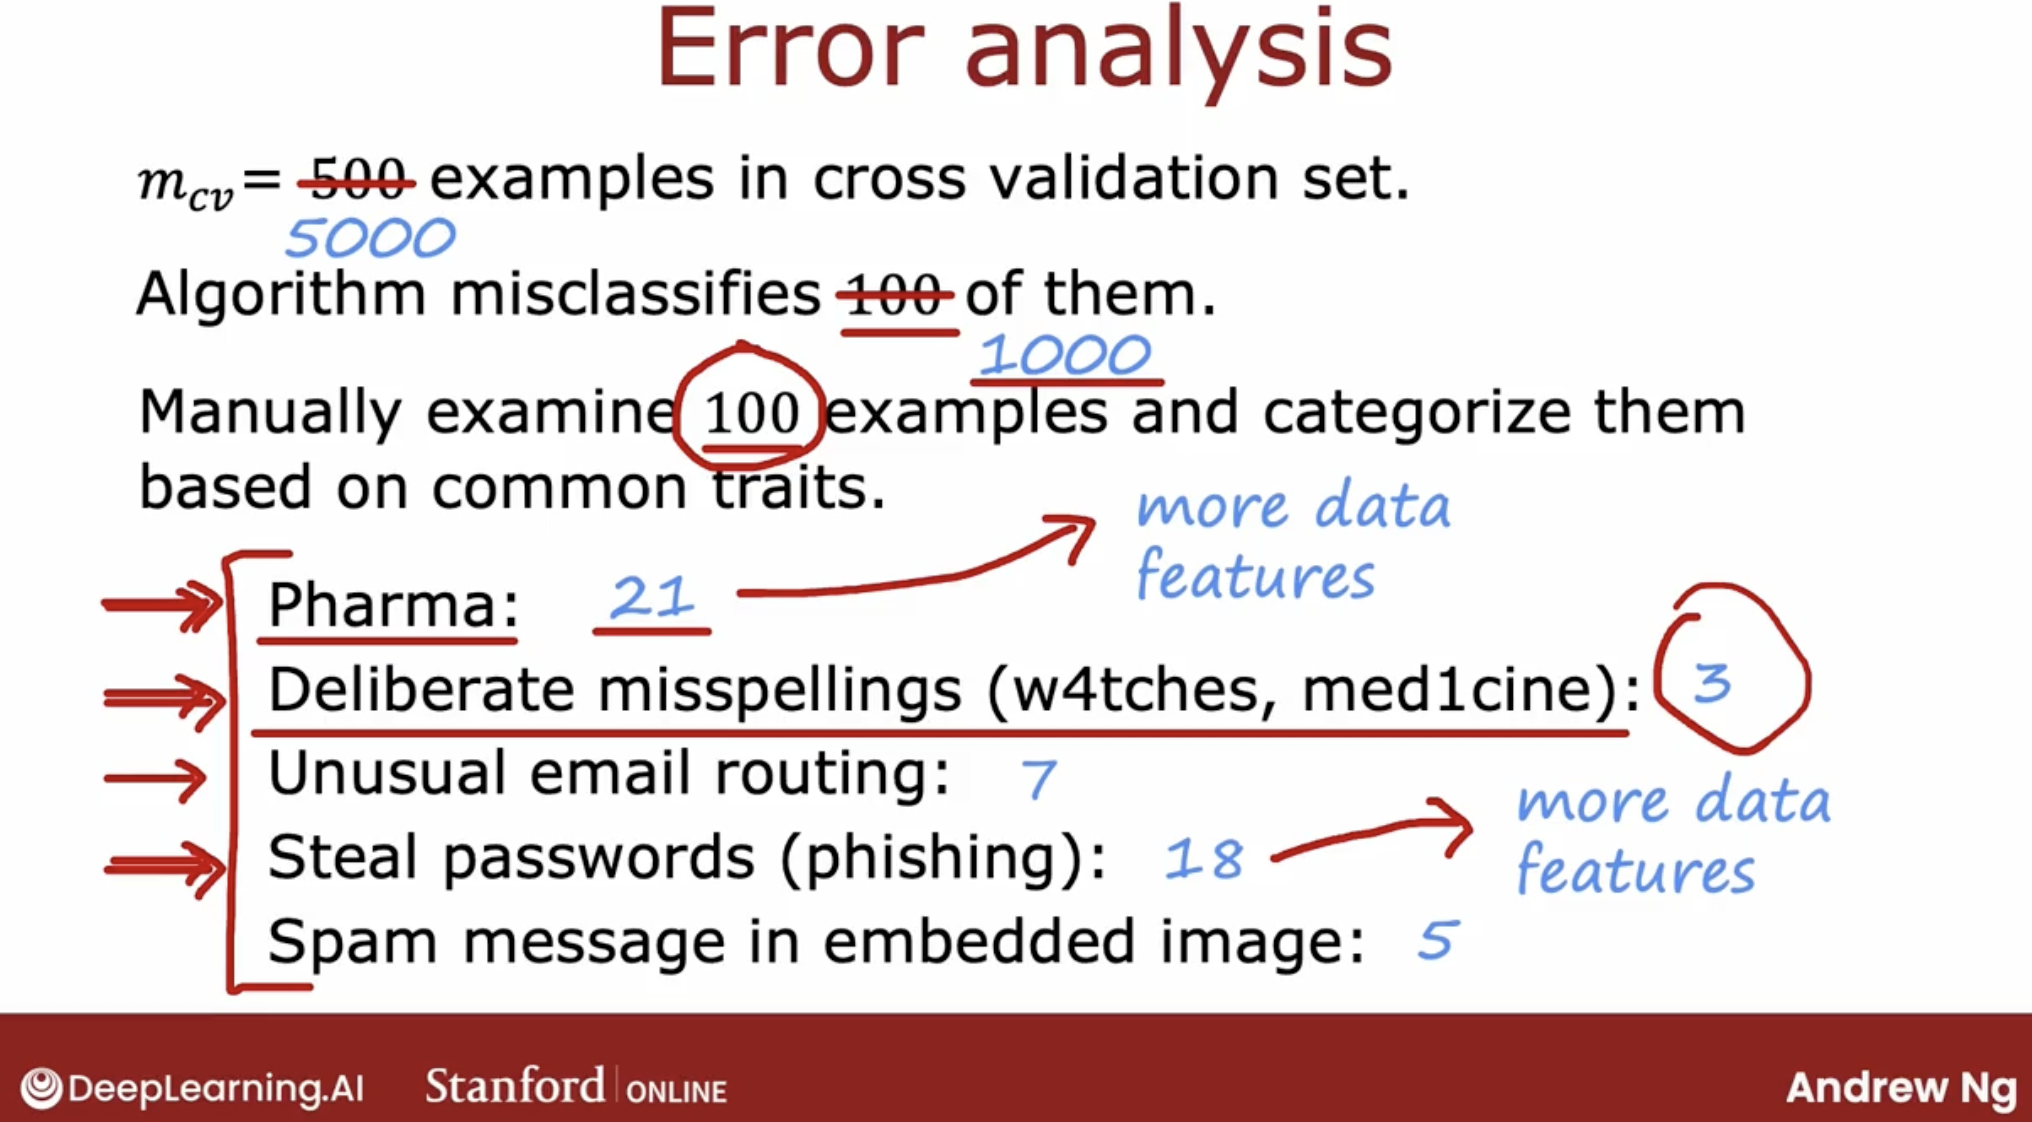 Error analysis
m_cv = 500 examples in cross validation set.
5000
Algorithm misclassifies 100 of them.
1000
Manually examine 100 examples and categorize them
based on common traits.
more data
features
Pharma: 21
Deliberate misspellings (w4tches, med1cine): 3
Unusual email routing: 7
more data
features
Steal passwords (phishing): 18
Spam message in embedded image: 5
DeepLearning.AI Stanford ONLINE Andrew Ng